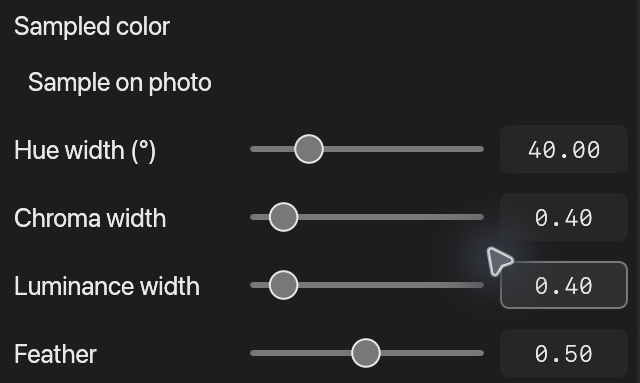 Sampled color
Sample on photo
Hue width (°) 40.00
Chroma width 0.40
Luminance width 0.40
Feather 0.50